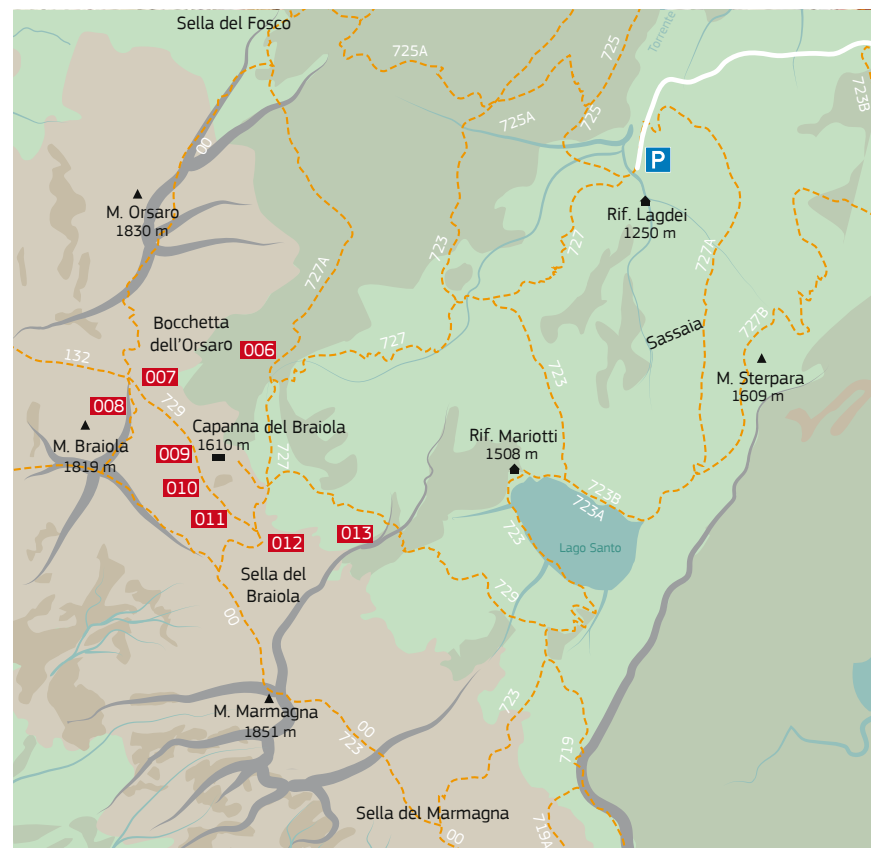 Sella del Fosco
725A
725
Torrente
723B
725A
725
00
P
M. Orsaro
1830 m
Rif. Lagdei
1250 m
723
727
727A
727A
Bocchetta
dell'Orsaro
006
727
Sassaia
727B
132
007
723
M. Sterpara
1609 m
008
729
M. Braiola
1819 m
Capanna del Braiola
1610 m
009
Rif. Mariotti
1508 m
727
010
723B
723A
011
012
013
723
Lago Santo
Sella del
Braiola
729
00
M. Marmagna
1851 m
723
00
723
719
Sella del Marmagna
00
719A